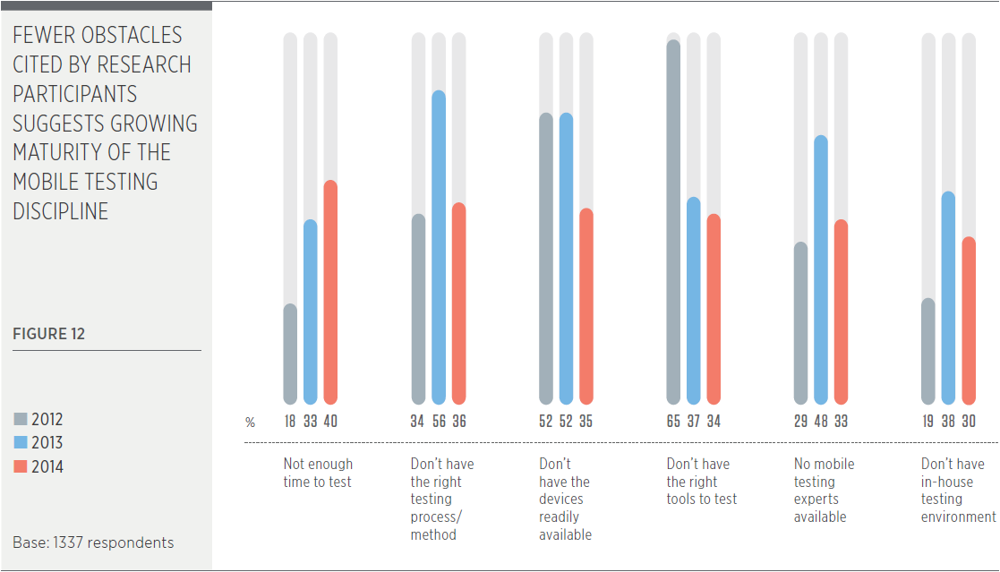 FEWER OBSTACLES
CITED BY RESEARCH
PARTICIPANTS
SUGGESTS GROWING
MATURITY OF THE
MOBILE TESTING
DISCIPLINE
FIGURE 12
2012
2013
2014
Base: 1337 respondents
% 18 33 40 34 56 36 52 52 35 65 37 34 29 48 33 19 38 30
Not enough
time to test
Don't have
the right
testing
process/
method
Don't
have the
devices
readily
available
Don't have
the right
tools to test
No mobile
testing
experts
available
Don't have
in-house
testing
environment